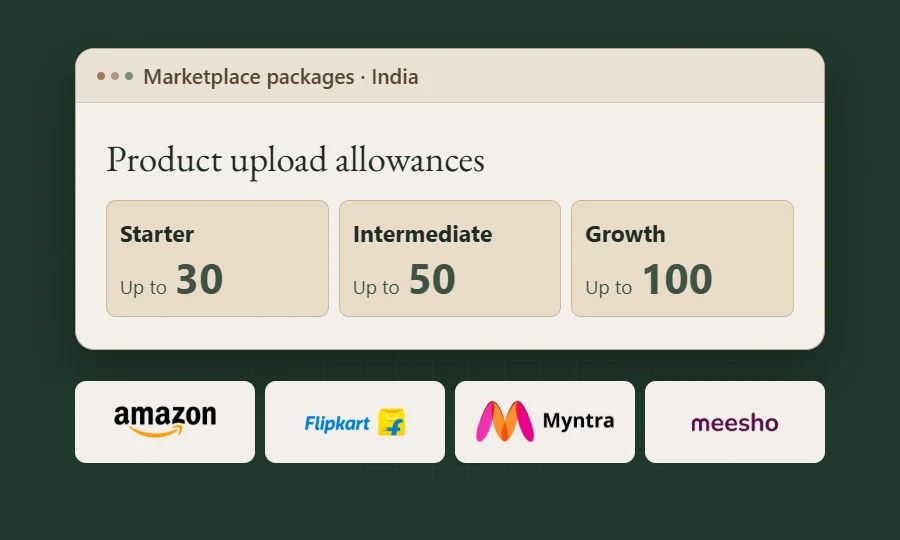 Marketplace packages · India
Product upload allowances
Starter
Up to 30
Intermediate
Up to 50
Growth
Up to 100
amazon
Flipkart
Myntra
meesho